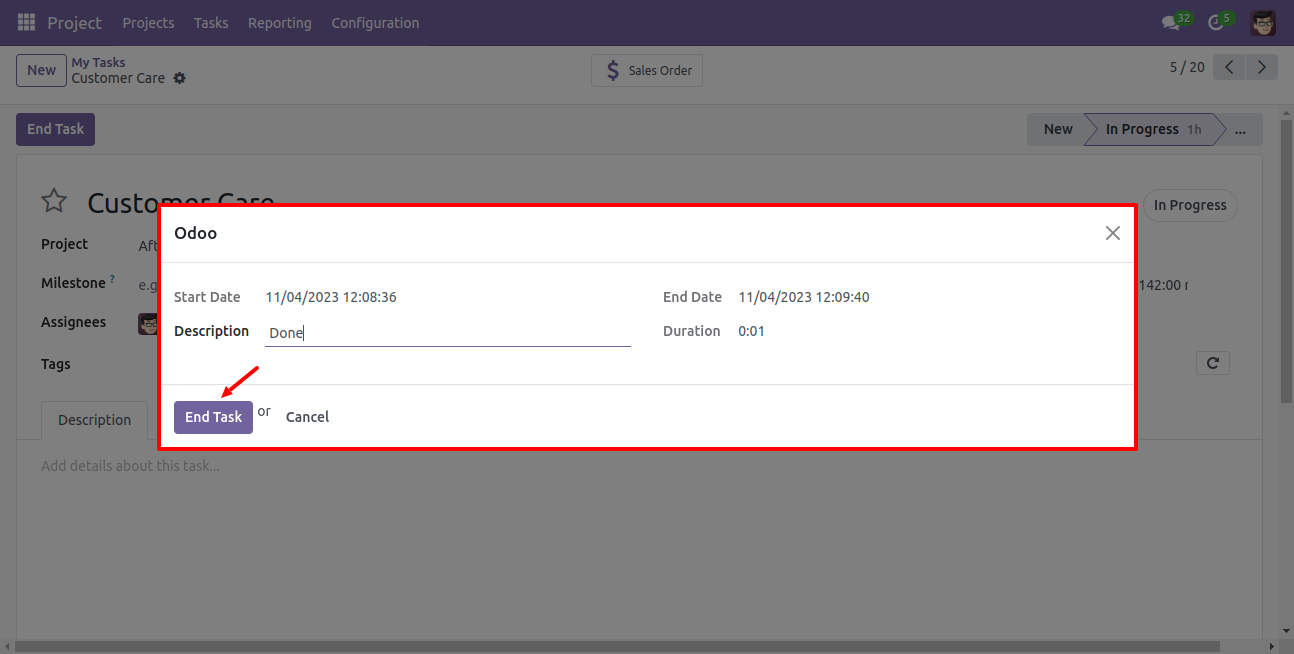 Project Projects Tasks Reporting Configuration 32 5
New My Tasks
Customer Care
$ Sales Order
5 / 20
End Task
New In Progress 1h ...
Customer Care
In Progress
Project
Milestone ?
e.g
Assignees
Tags
142:00
Description
Add details about this task...
Odoo
Start Date 11/04/2023 12:08:36
End Date 11/04/2023 12:09:40
Description Done
Duration 0:01
End Task or Cancel